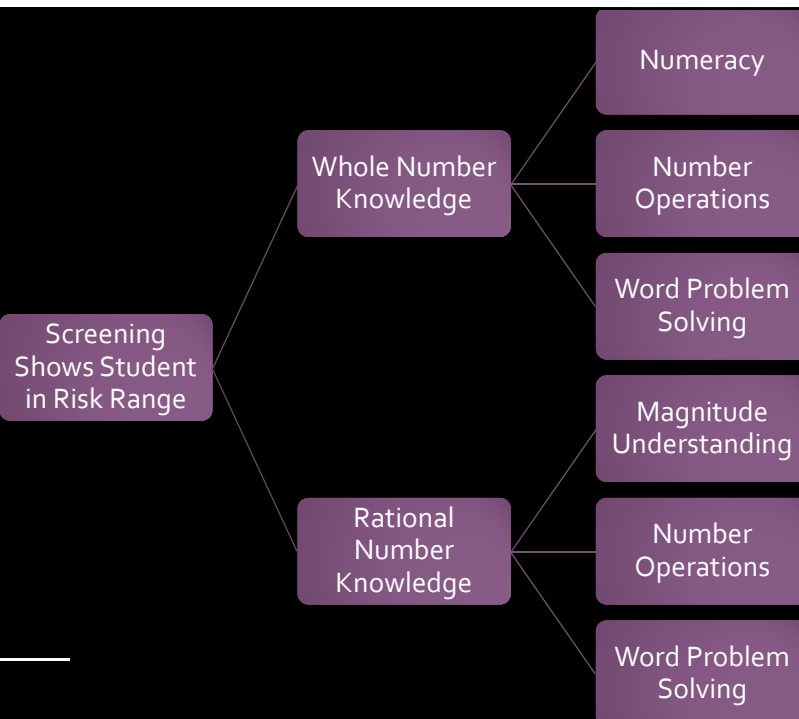 Screening
Shows Student
in Risk Range
Whole Number
Knowledge
Numeracy
Number
Operations
Word Problem
Solving
Rational
Number
Knowledge
Magnitude
Understanding
Number
Operations
Word Problem
Solving